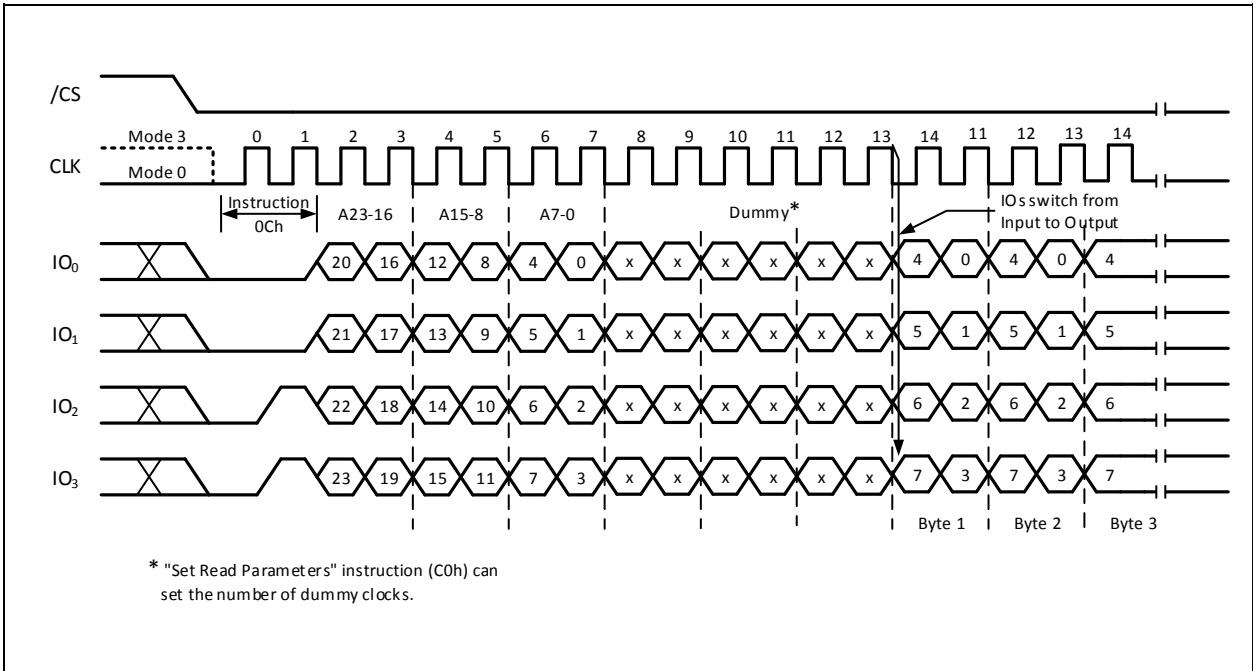 /CS
Mode 3 0 1 2 3 4 5 6 7 8 9 10 11 12 13 14 11 12 13 14
CLK
Mode 0
Instruction IOs switch from
0Ch A23-16 A15-8 A7-0 Dummy* Input to Output
IO0 20 16 12 8 4 0 x x x x x x 4 0 4 0 4
IO1 21 17 13 9 5 1 x x x x x x 5 1 5 1 5
IO2 22 18 14 10 6 2 x x x x x x 6 2 6 2 6
IO3 23 19 15 11 7 3 x x x x x x 7 3 7 3 7
Byte 1 Byte 2 Byte 3
* "Set Read Parameters" instruction (C0h) can
set the number of dummy clocks.